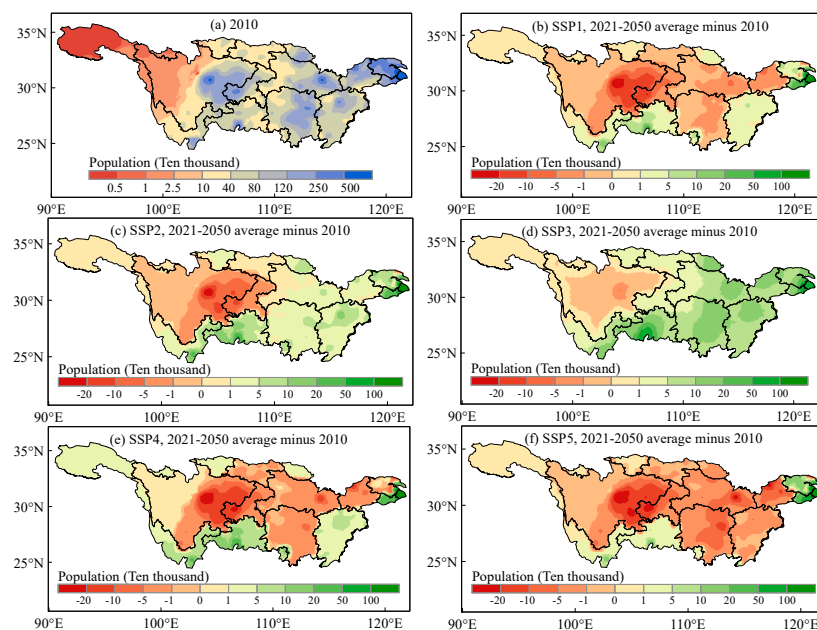 (a) 2010
(b) SSP1, 2021-2050 average minus 2010
35°N
30°N
25°N
Population (Ten thousand)
0.5 1 2.5 10 40 80 120 250 500
90°E 100°E 110°E 120°E
35°N
30°N
25°N
Population (Ten thousand)
-20 -10 -5 -1 0 1 5 10 20 50 100
90°E 100°E 110°E 120°E
(c) SSP2, 2021-2050 average minus 2010
(d) SSP3, 2021-2050 average minus 2010
35°N
30°N
25°N
Population (Ten thousand)
-20 -10 -5 -1 0 1 5 10 20 50 100
90°E 100°E 110°E 120°E
35°N
30°N
25°N
Population (Ten thousand)
-20 -10 -5 -1 0 1 5 10 20 50 100
90°E 100°E 110°E 120°E
(e) SSP4, 2021-2050 average minus 2010
(f) SSP5, 2021-2050 average minus 2010
35°N
30°N
25°N
Population (Ten thousand)
-20 -10 -5 -1 0 1 5 10 20 50 100
90°E 100°E 110°E 120°E
35°N
30°N
25°N
Population (Ten thousand)
-20 -10 -5 -1 0 1 5 10 20 50 100
90°E 100°E 110°E 120°E